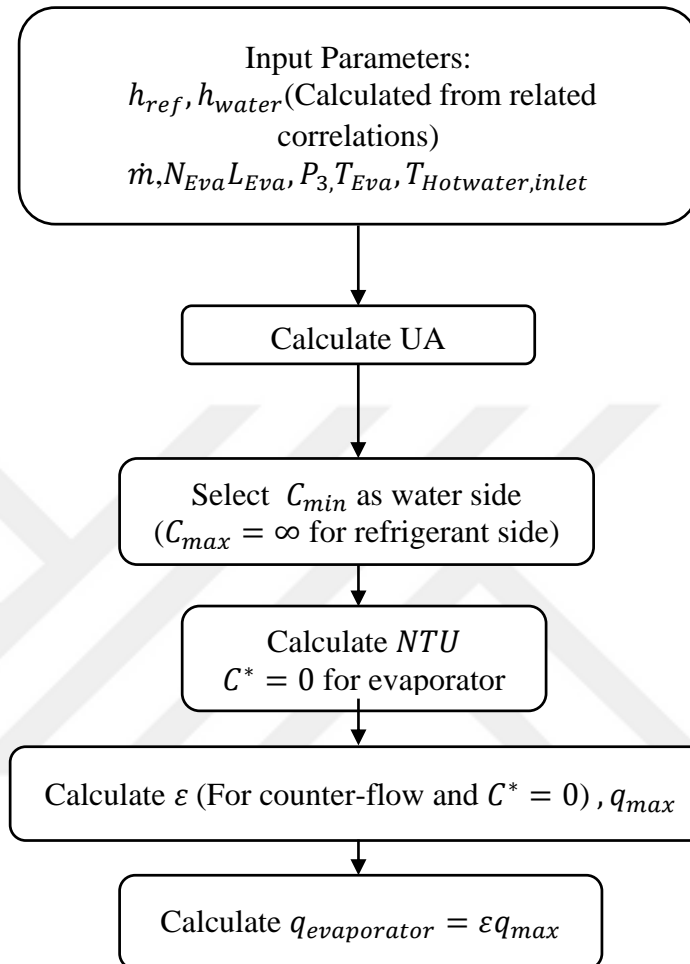 Input Parameters:
h_ref, h_water(Calculated from related
correlations)
ṁ,N_Eva L_Eva, P_3, T_Eva, T_Hotwater,inlet
Calculate UA
Select C_min as water side
(C_max = ∞ for refrigerant side)
Calculate NTU
C* = 0 for evaporator
Calculate ε (For counter-flow and C* = 0) , q_max
Calculate q_evaporator = εq_max